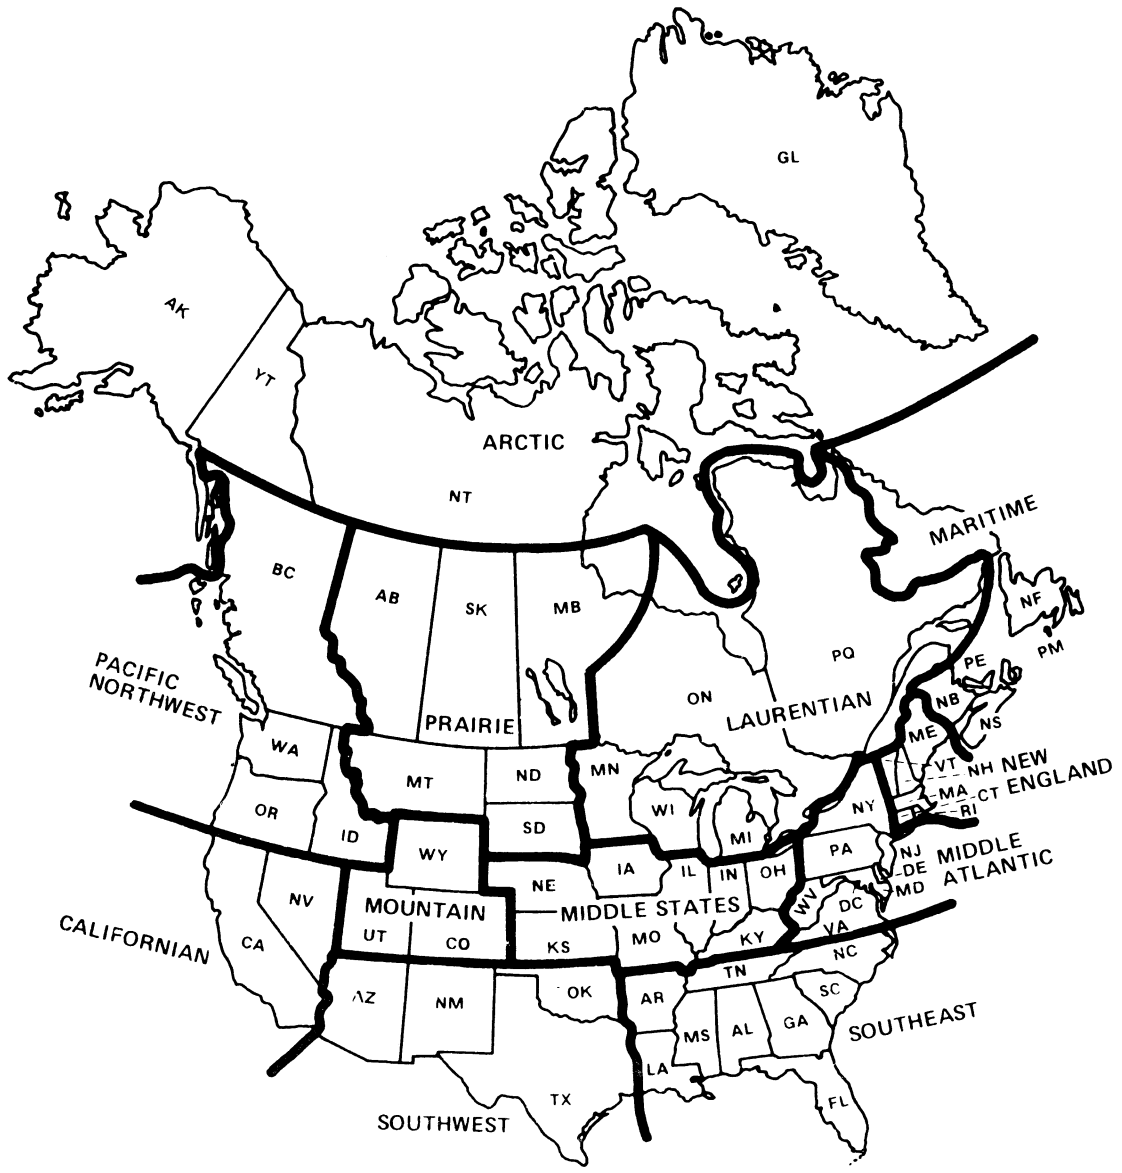 GL
AK
YT
ARCTIC
NT
MARITIME
BC
AB
SK
MB
NF
PM
PQ
PE
PACIFIC
NORTHWEST
ON
LAURENTIAN
NB
NS
PRAIRIE
ME
WA
MT
ND
MN
VT
NH
NEW
ENGLAND
MA
CT
RI
OR
ID
SD
WI
MI
NY
WY
IA
IL
IN
OH
PA
NJ
DE
MD
MIDDLE
ATLANTIC
NE
WV
DC
VA
NV
MOUNTAIN
MIDDLE STATES
CALIFORNIAN
CA
UT
CO
KS
MO
KY
NC
TN
AZ
NM
OK
AR
SC
MS
AL
GA
SOUTHEAST
LA
TX
FL
SOUTHWEST